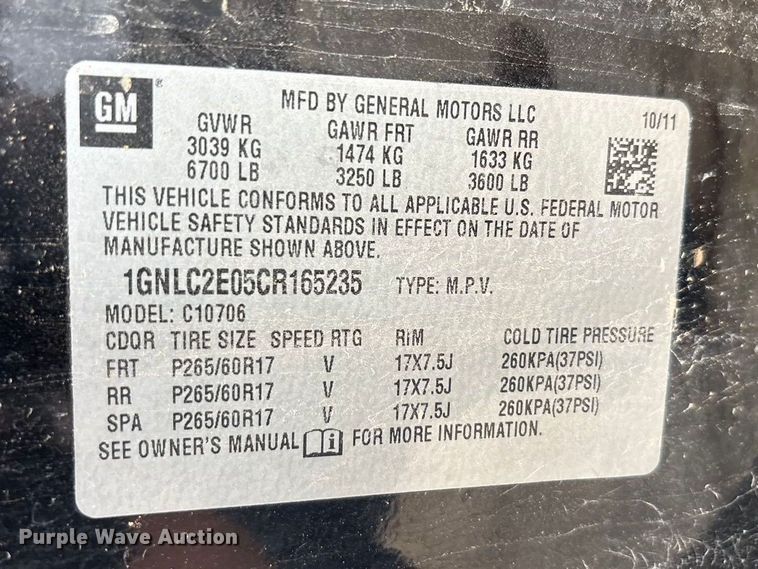 GM ®
MFD BY GENERAL MOTORS LLC 10/11
GVWR GAWR FRT GAWR RR
3039 KG 1474 KG 1633 KG
6700 LB 3250 LB 3600 LB
THIS VEHICLE CONFORMS TO ALL APPLICABLE U.S. FEDERAL MOTOR
VEHICLE SAFETY STANDARDS IN EFFECT ON THE DATE OF
MANUFACTURE SHOWN ABOVE.
1GNLC2E05CR165235 TYPE: M.P.V.
MODEL: C10706
CDQR TIRE SIZE SPEED RTG RIM COLD TIRE PRESSURE
FRT P265/60R17 V 17X7.5J 260KPA(37PSI)
RR P265/60R17 V 17X7.5J 260KPA(37PSI)
SPA P265/60R17 V 17X7.5J 260KPA(37PSI)
SEE OWNER'S MANUAL i FOR MORE INFORMATION.
Purple Wave Auction